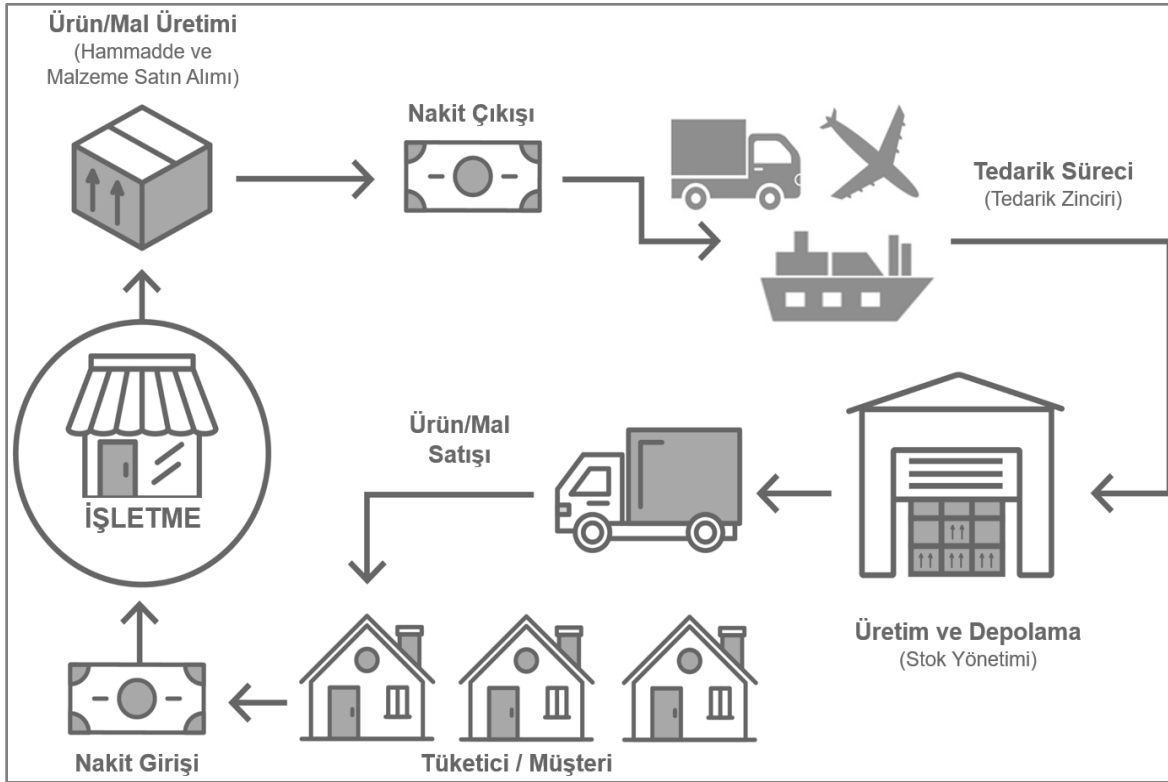 Ürün/Mal Üretimi
(Hammadde ve
Malzeme Satın Alımı)
Nakit Çıkışı
Tedarik Süreci
(Tedarik Zinciri)
Ürün/Mal
Satışı
İŞLETME
Üretim ve Depolama
(Stok Yönetimi)
Nakit Girişi
Tüketici / Müşteri